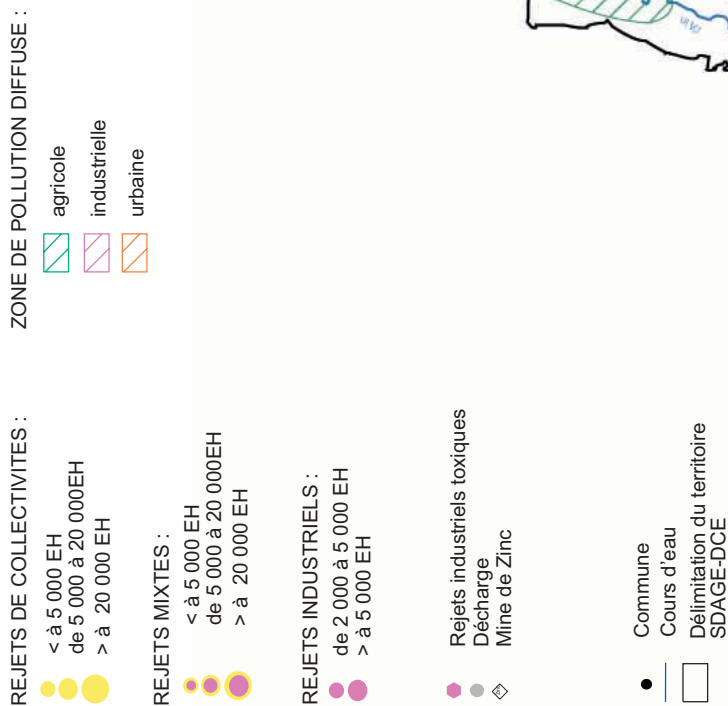 REJETS DE COLLECTIVITES :
< à 5 000 EH
de 5 000 à 20 000EH
> à 20 000 EH
REJETS MIXTES :
< à 5 000 EH
de 5 000 à 20 000EH
> à 20 000 EH
REJETS INDUSTRIELS :
de 2 000 à 5 000 EH
> à 5 000 EH
Rejets industriels toxiques
Décharge
Mine de Zinc
Commune
Cours d'eau
Délimitation du territoire
SDAGE-DCE
ZONE DE POLLUTION DIFFUSE :
agricole
industrielle
urbaine